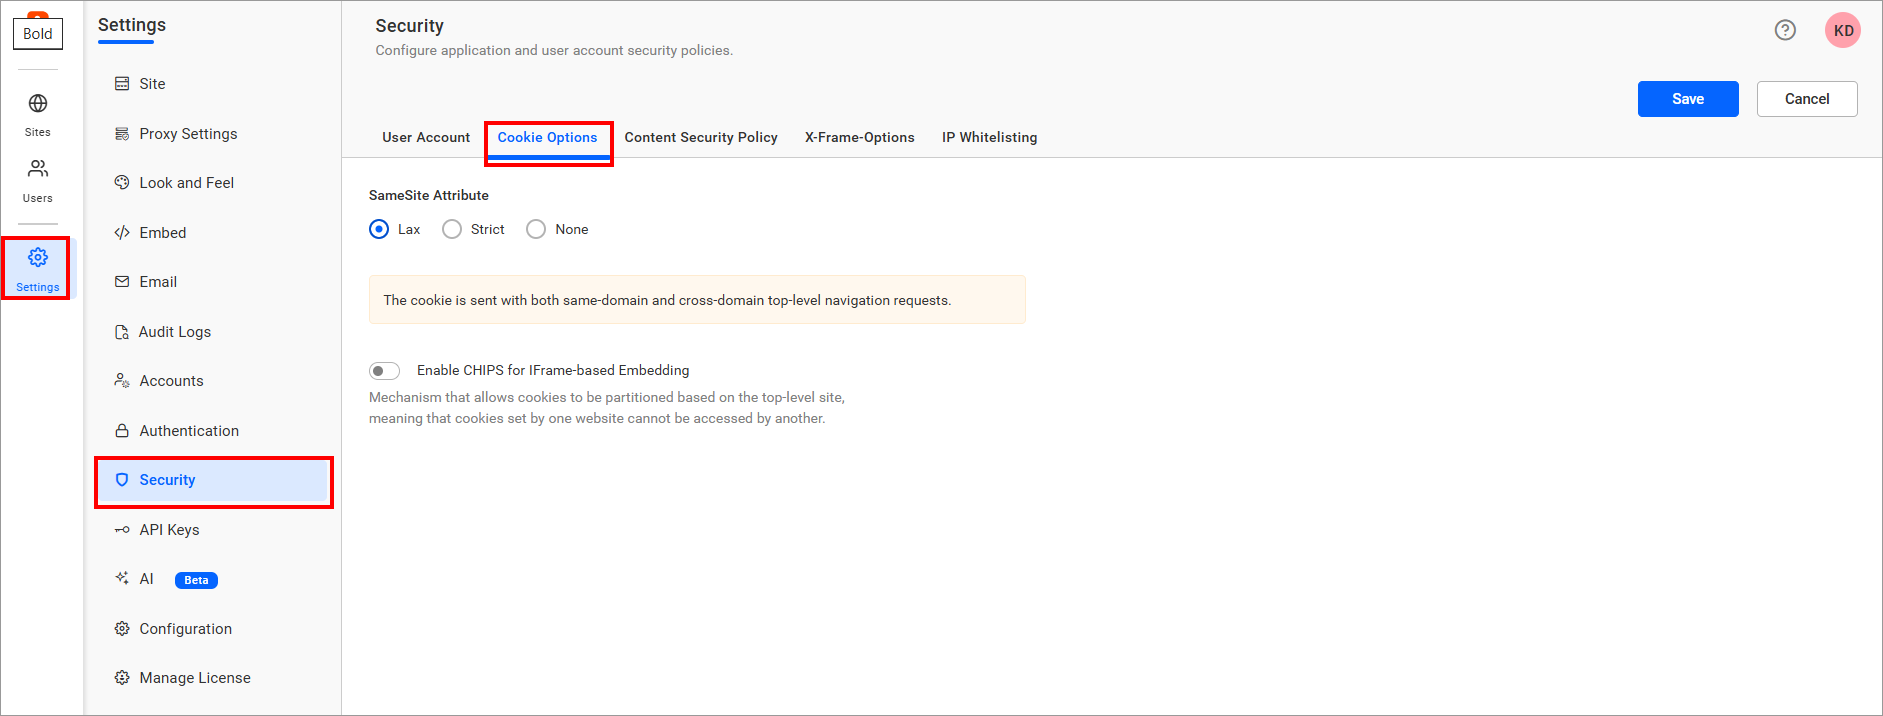 Bold
Sites
Users
Settings
Settings
Site
Proxy Settings
Look and Feel
Embed
Email
Audit Logs
Accounts
Authentication
Security
API Keys
AI Beta
Configuration
Manage License
Security
Configure application and user account security policies.
KD
Save Cancel
User Account Cookie Options Content Security Policy X-Frame-Options IP Whitelisting
SameSite Attribute
Lax Strict None
The cookie is sent with both same-domain and cross-domain top-level navigation requests.
Enable CHIPS for IFrame-based Embedding
Mechanism that allows cookies to be partitioned based on the top-level site,
meaning that cookies set by one website cannot be accessed by another.